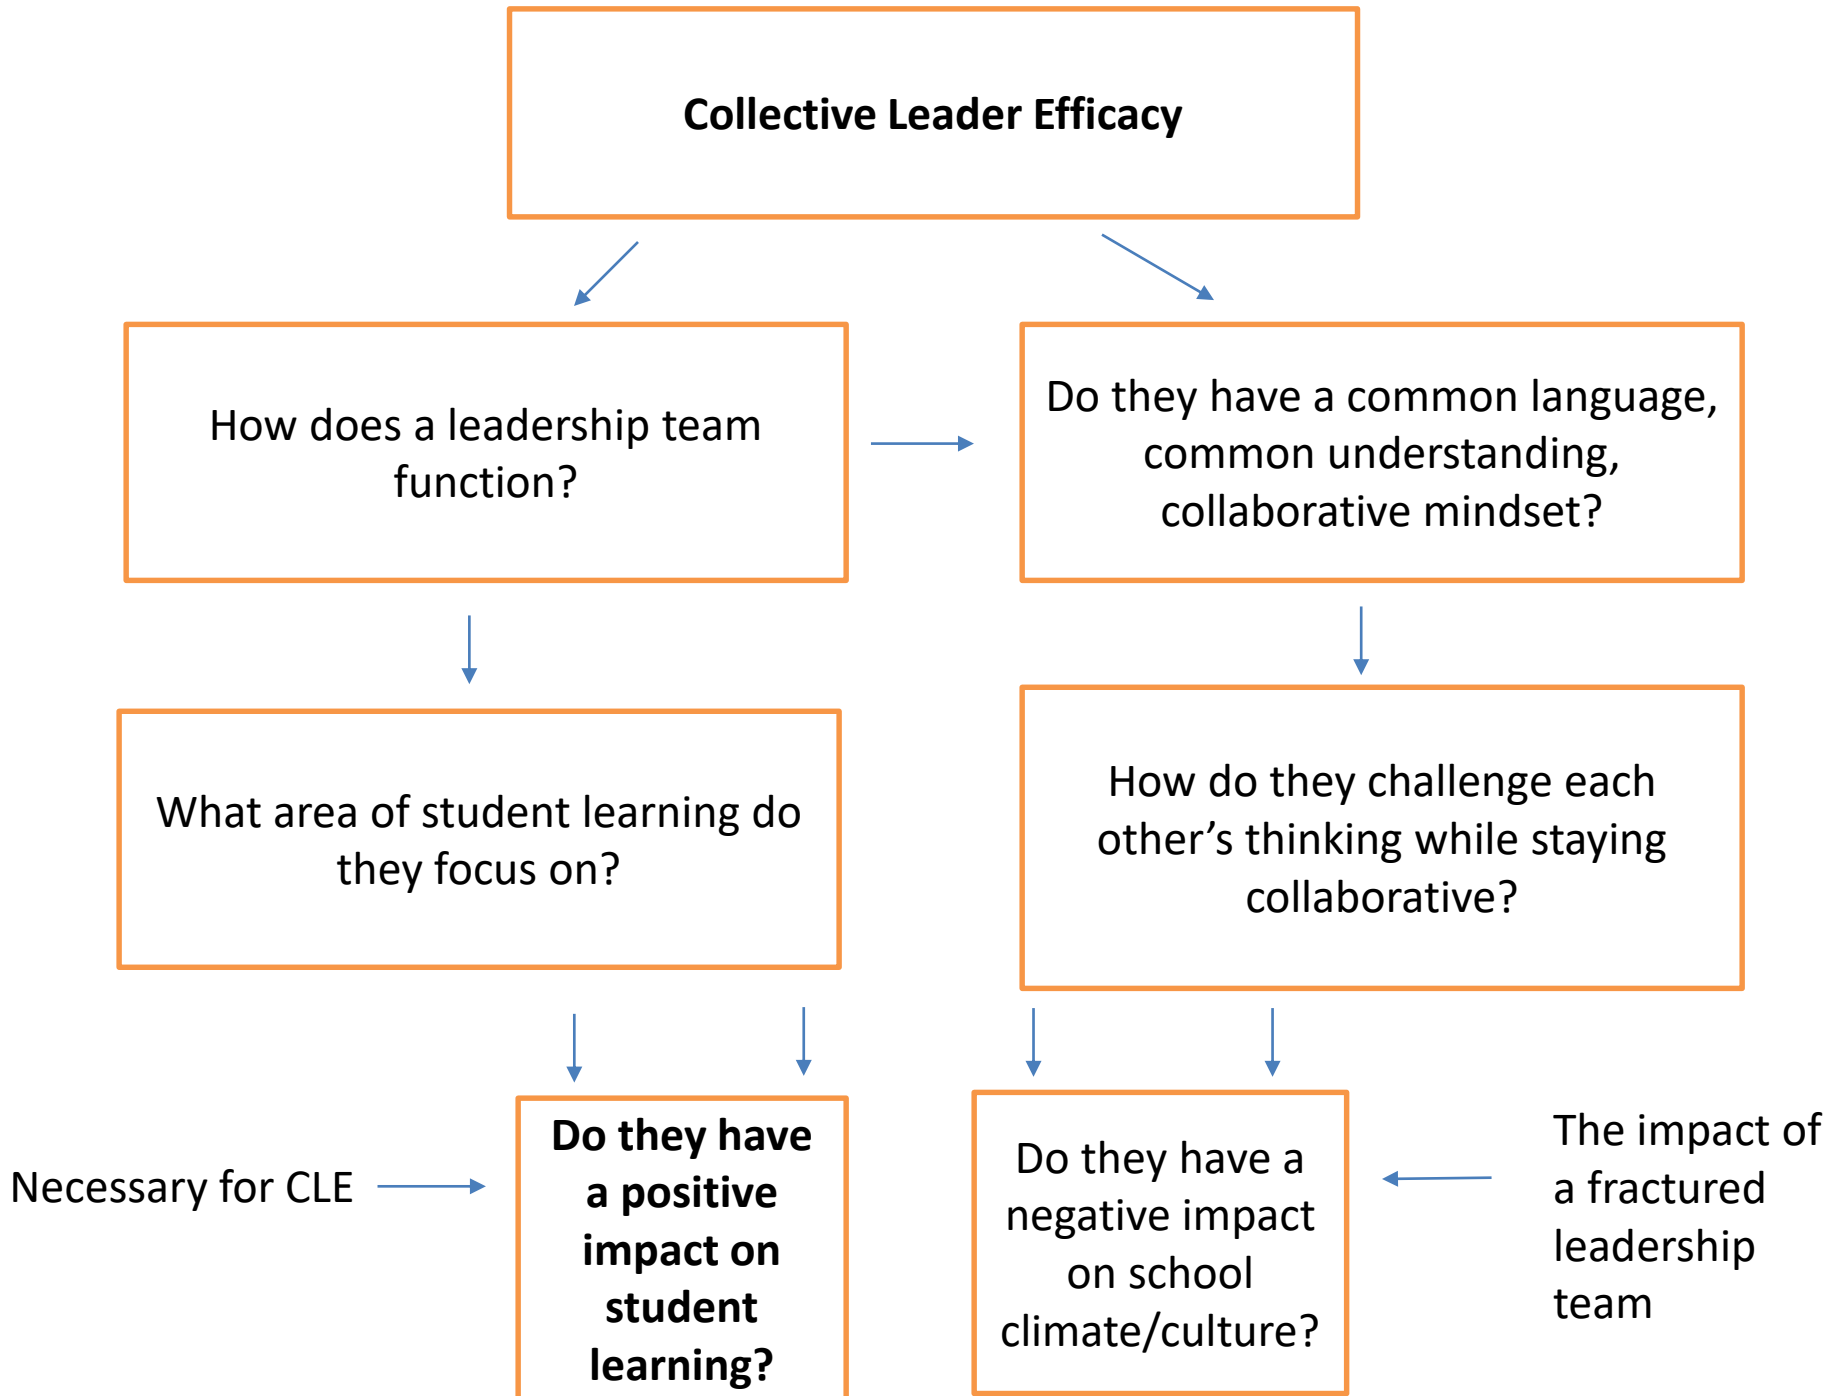 Collective Leader Efficacy
How does a leadership team
function?
Do they have a common language,
common understanding,
collaborative mindset?
What area of student learning do
they focus on?
How do they challenge each
other’s thinking while staying
collaborative?
Necessary for CLE
Do they have
a positive
impact on
student
learning?
Do they have a
negative impact
on school
climate/culture?
The impact of
a fractured
leadership
team